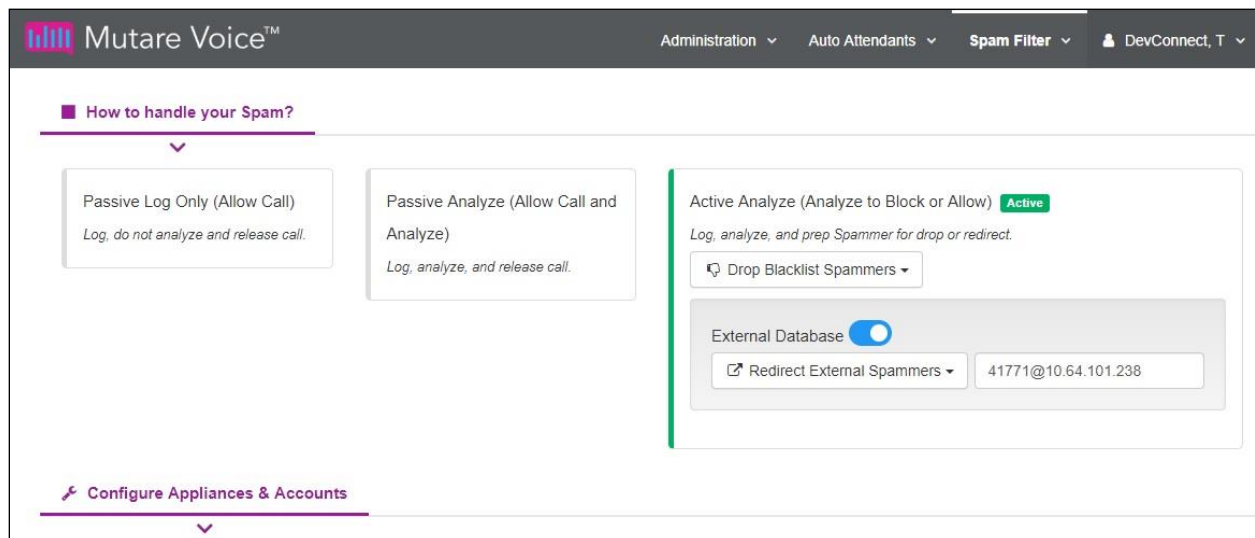 Mutare Voice™
Administration
Auto Attendants
Spam Filter
DevConnect, T
How to handle your Spam?
Passive Log Only (Allow Call)
Log, do not analyze and release call.
Passive Analyze (Allow Call and
Analyze)
Log, analyze, and release call.
Active Analyze (Analyze to Block or Allow) Active
Log, analyze, and prep Spammer for drop or redirect.
Drop Blacklist Spammers
External Database
Redirect External Spammers
41771@10.64.101.238
Configure Appliances & Accounts